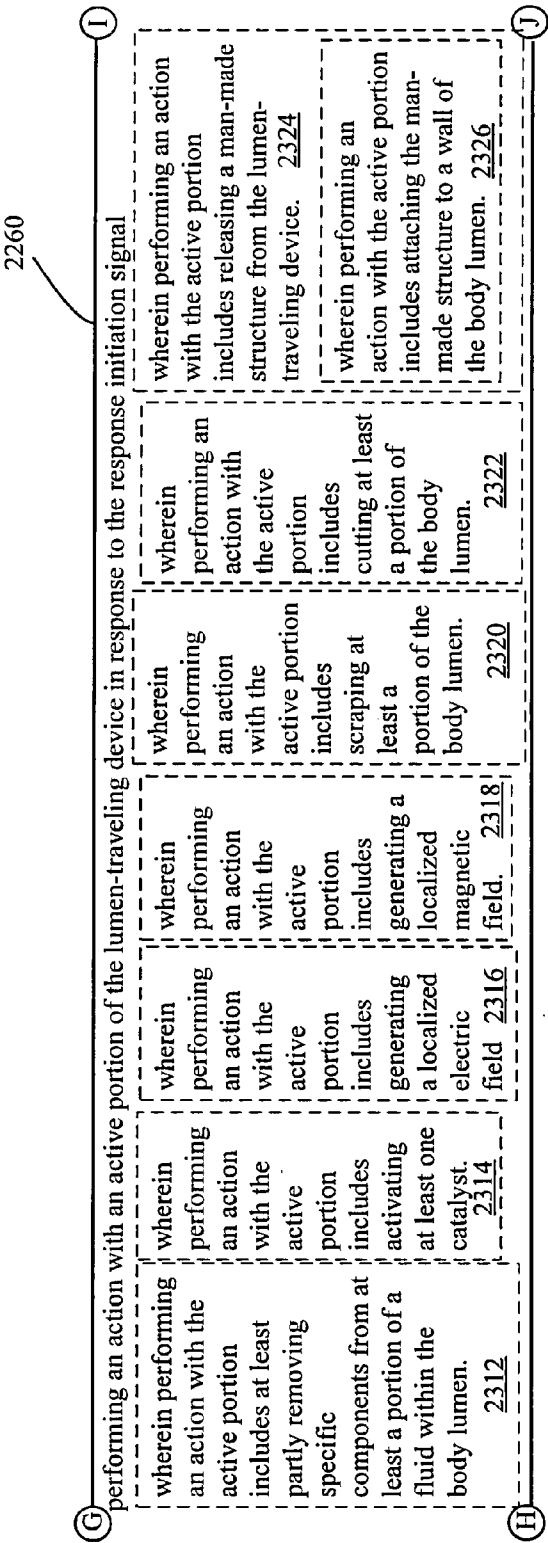 2260
G
I
performing an action with an active portion of the lumen-traveling device in response to the response initiation signal
wherein performing
an action with the
active portion
includes at least
partly removing
specific
components from at
least a portion of a
fluid within the
body lumen.
2312
wherein
performing
an action
with the
active
portion
includes
activating
at least one
catalyst.
2314
wherein
performing
an action
with the
active
portion
includes
generating
a localized
electric
field 2316
wherein
performing
an action
with the
active
portion
includes
generating a
localized
magnetic
field. 2318
wherein
performing
an action
with the
active portion
includes
scraping at
least a
portion of the
body lumen.
2320
wherein
performing an
action with
the active
portion
includes
cutting at least
a portion of
the body
lumen.
2322
wherein performing an action
with the active portion
includes releasing a man-made
structure from the lumen-
traveling device. 2324
wherein performing an
action with the active portion
includes attaching the man-
made structure to a wall of
the body lumen. 2326
H
J